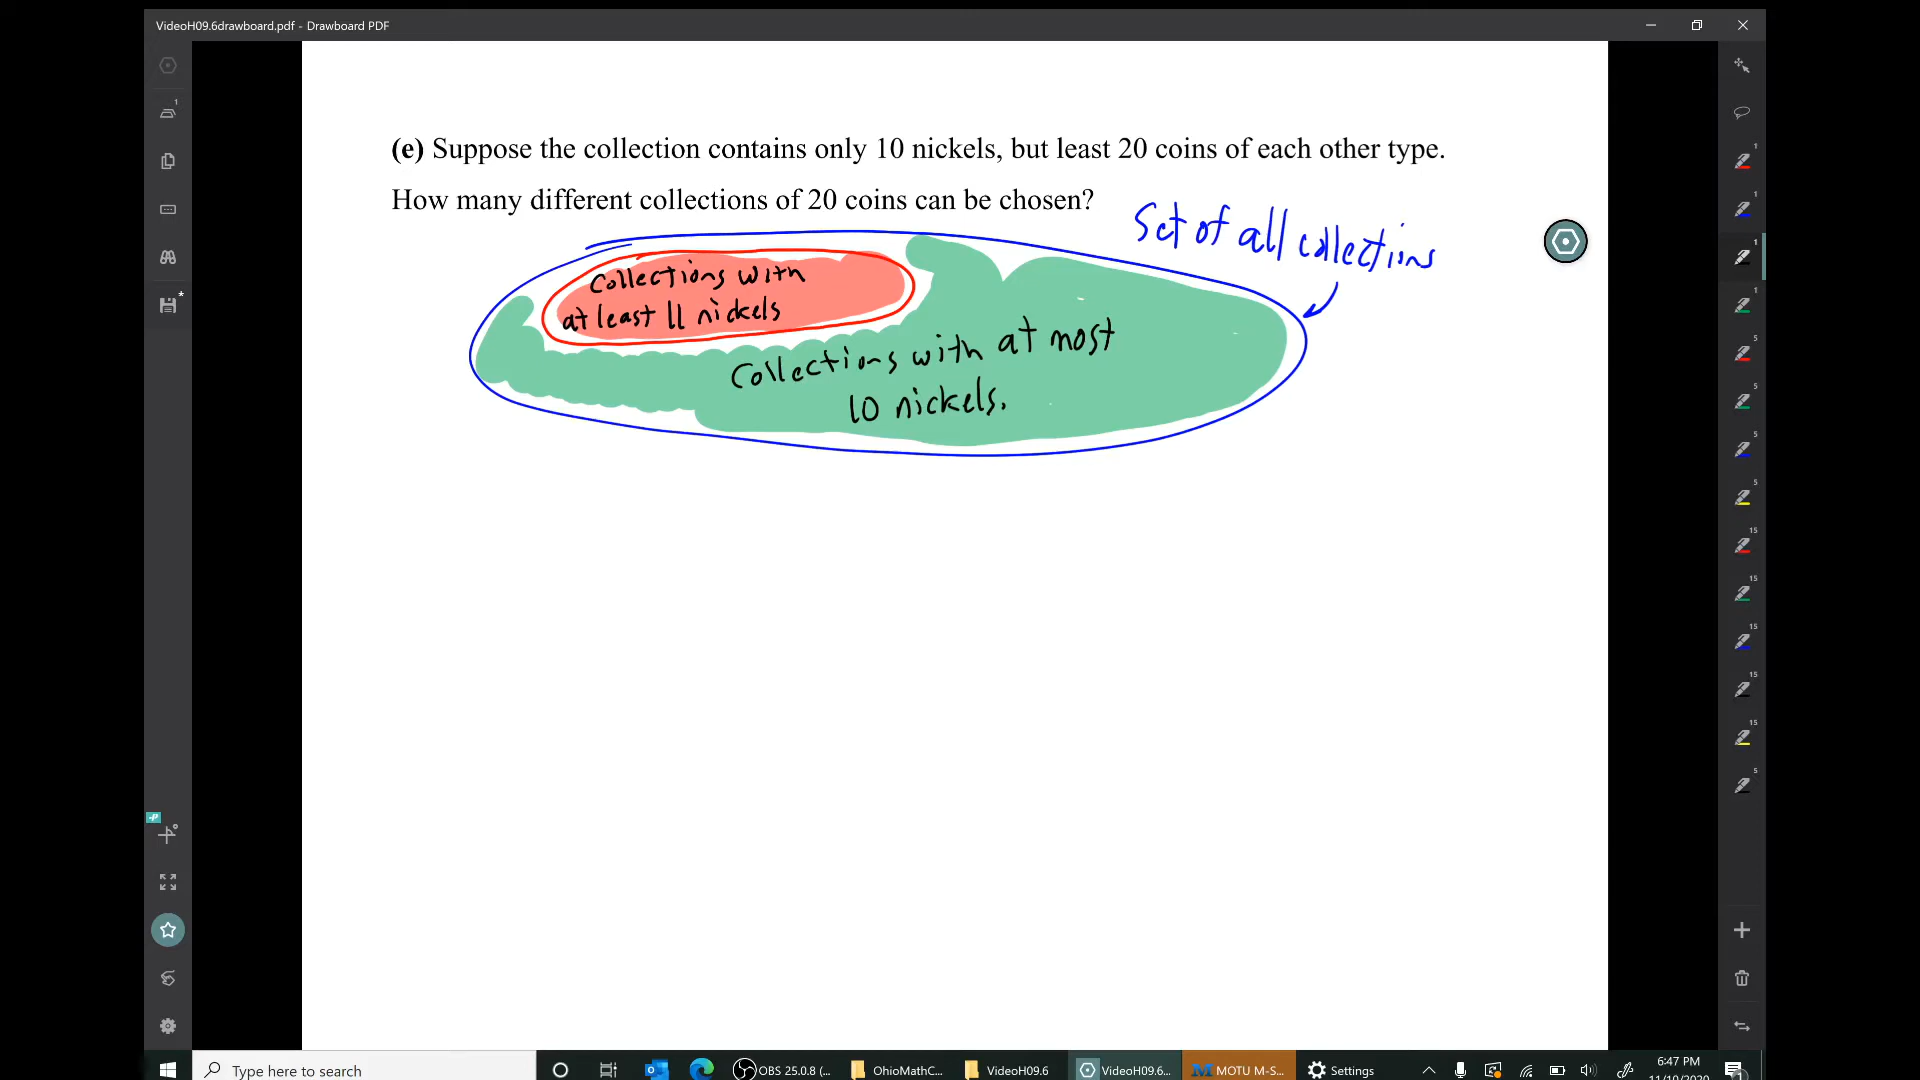 VideoH09.6drawboard.pdf - Drawboard PDF
(e) Suppose the collection contains only 10 nickels, but least 20 coins of each other type.
How many different collections of 20 coins can be chosen?
Set of all collections
Collections with
at least 11 nickels
Collections with at most
10 nickels.
Type here to search
OBS 25.0.8 (...
OhioMathC...
VideoH09.6
VideoH09.6...
MOTU M-S...
Settings
6:47 PM
11/10/2020